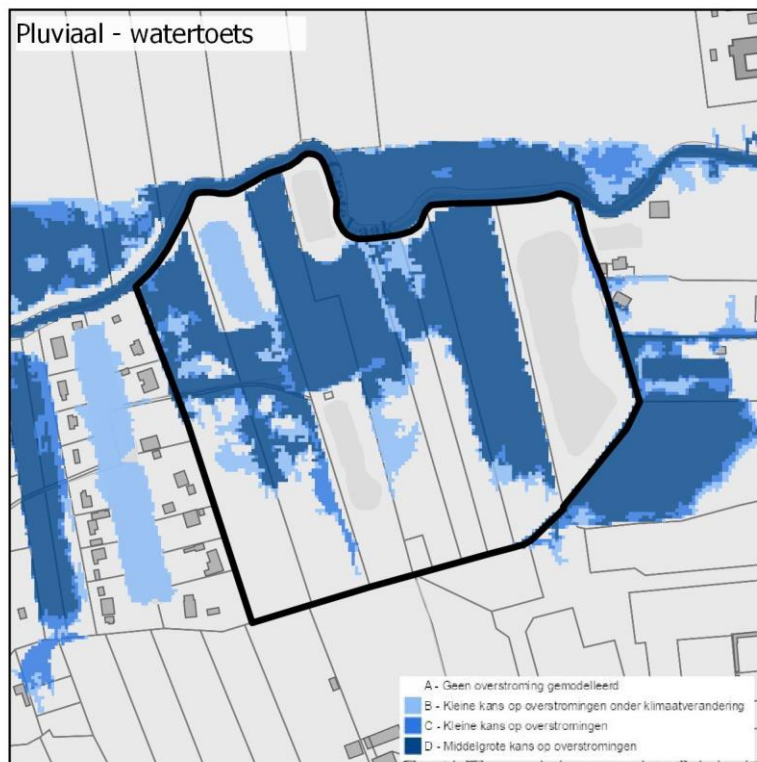 Pluviaal - watertoets
A - Geen overstroming gemodelleerd
B - Kleine kans op overstromingen onder klimaatverandering
C - Kleine kans op overstromingen
D - Middelgrote kans op overstromingen